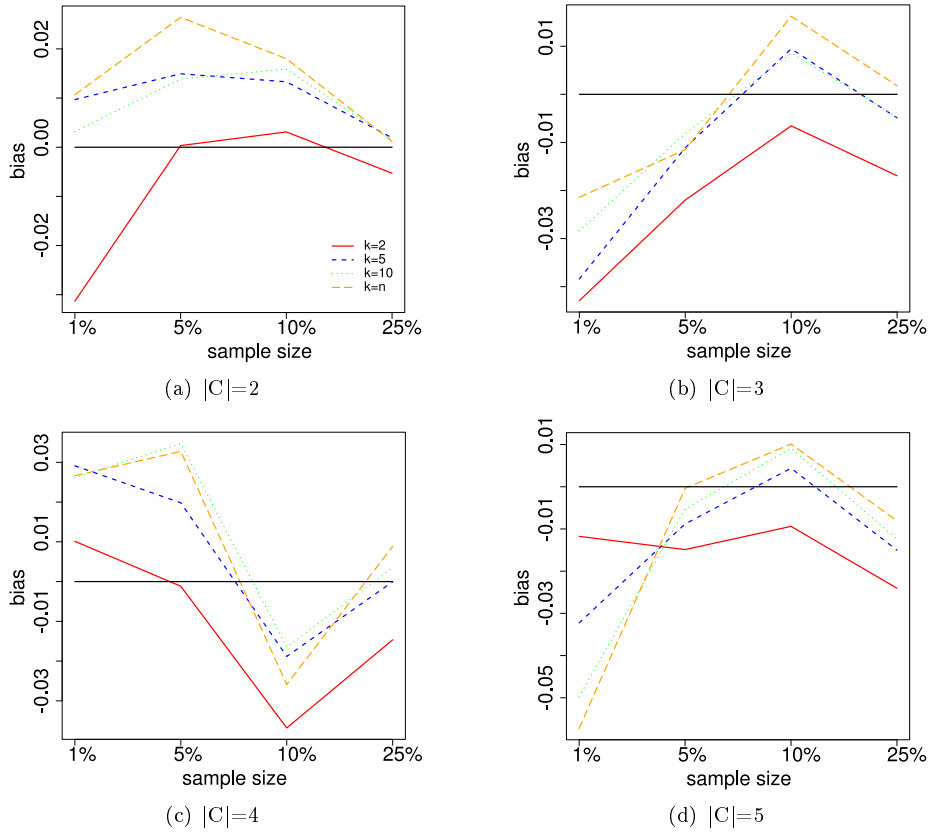 0.02
0.00
-0.02
bias
k=2
k=5
k=10
k=n
1% 5% 10% 25%
sample size
(a) |C|=2
0.01
-0.01
-0.03
bias
1% 5% 10% 25%
sample size
(b) |C|=3
0.03
0.01
-0.01
-0.03
bias
1% 5% 10% 25%
sample size
(c) |C|=4
0.01
-0.01
-0.03
-0.05
bias
1% 5% 10% 25%
sample size
(d) |C|=5